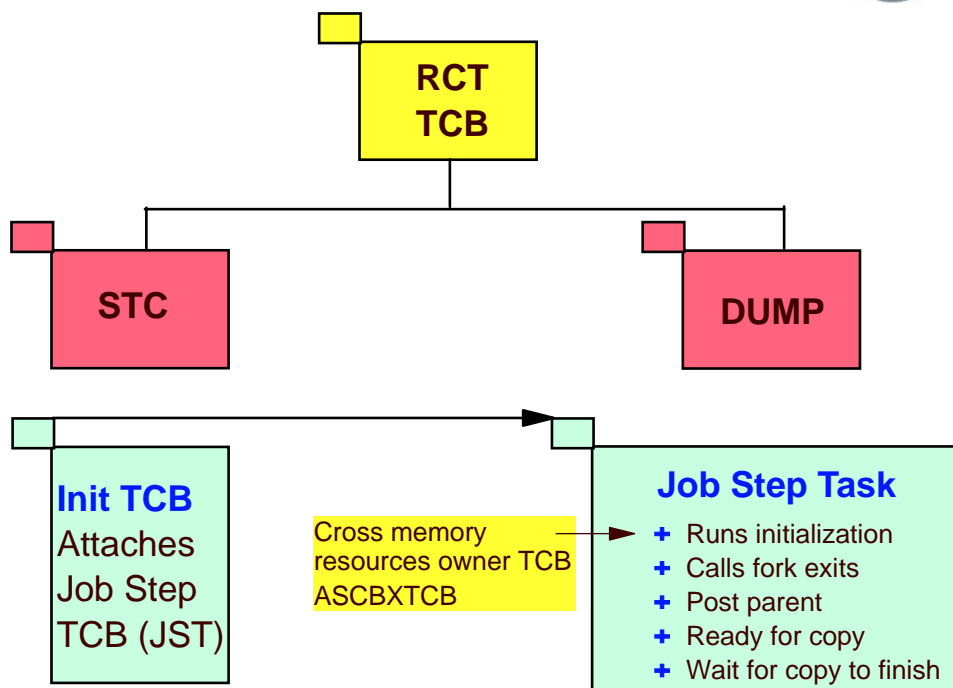 RCT
TCB
STC
DUMP
Init TCB
Attaches
Job Step
TCB (JST)
Cross memory
resources owner TCB
ASCBXTCB
Job Step Task
+ Runs initialization
+ Calls fork exits
+ Post parent
+ Ready for copy
+ Wait for copy to finish